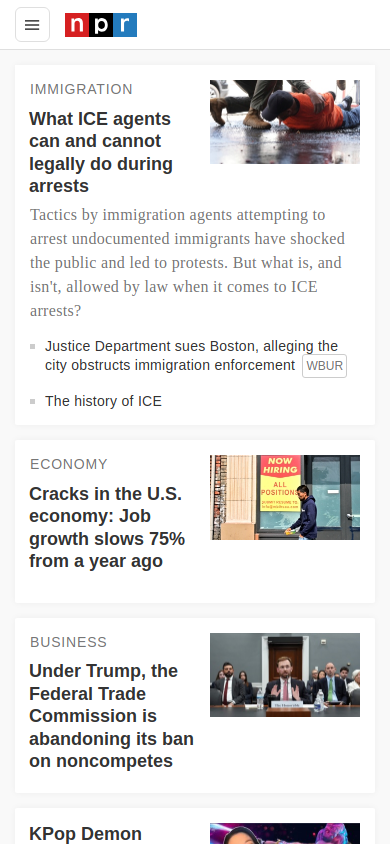 npr
IMMIGRATION
What ICE agents
can and cannot
legally do during
arrests
Tactics by immigration agents attempting to
arrest undocumented immigrants have shocked
the public and led to protests. But what is, and
isn't, allowed by law when it comes to ICE
arrests?
Justice Department sues Boston, alleging the
city obstructs immigration enforcement WBUR
The history of ICE
ECONOMY
Cracks in the U.S.
economy: Job
growth slows 75%
from a year ago
NOW
HIRING
ALL
POSITIONS
BUSINESS
Under Trump, the
Federal Trade
Commission is
abandoning its ban
on noncompetes
KPop Demon